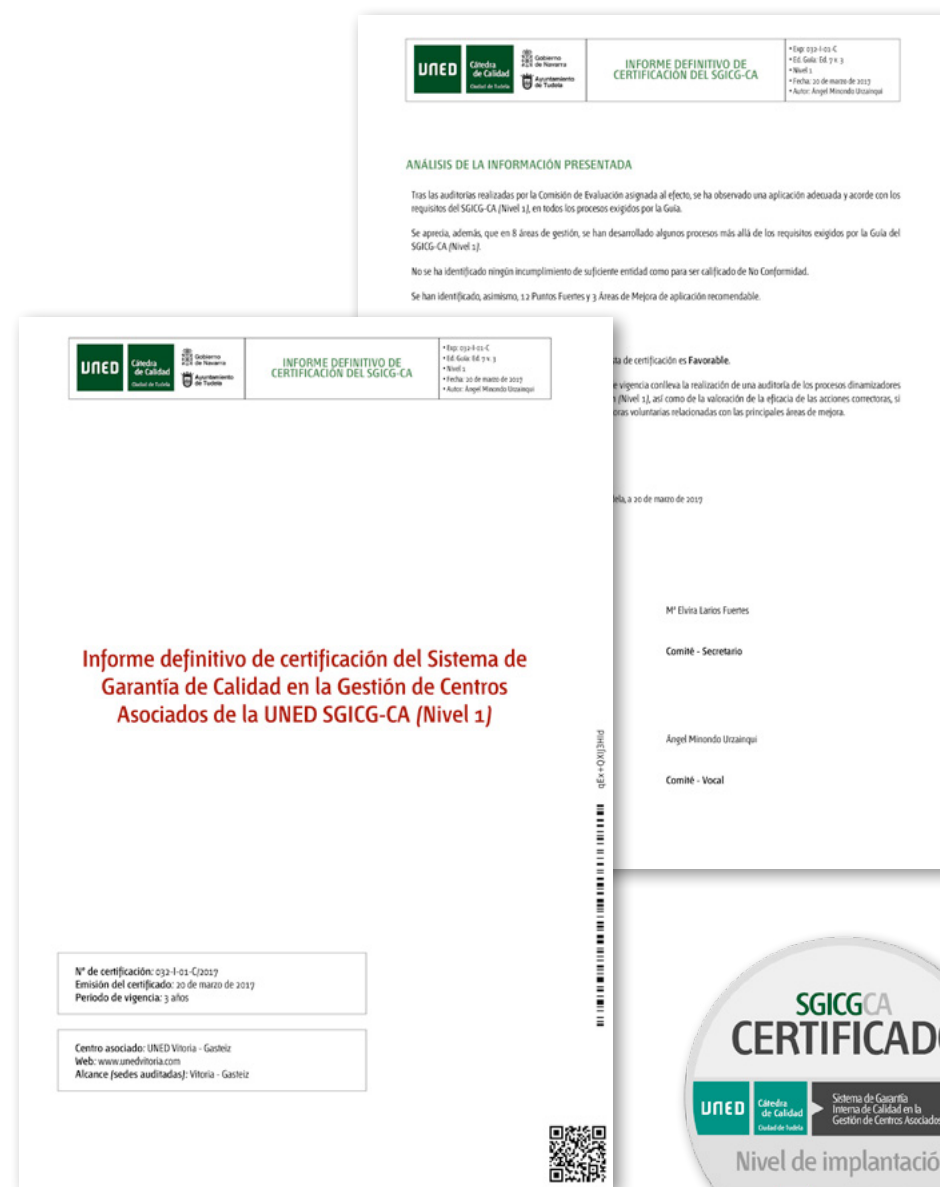 UNED
Cátedra
de Calidad
Ciudad de Tudela
Gobierno
de Navarra
Ayuntamiento
de Tudela
INFORME DEFINITIVO DE
CERTIFICACIÓN DEL SGICG-CA
• Exp: 032-I-01-C
• Ed. Guía: Ed. 7 v. 3
• Nivel 1
• Fecha: 20 de marzo de 2017
• Autor: Ángel Minondo Urzainqui
ANÁLISIS DE LA INFORMACIÓN PRESENTADA
Tras las auditorías realizadas por la Comisión de Evaluación asignada al efecto, se ha observado una aplicación adecuada y acorde con los
requisitos del SGICG-CA (Nivel 1), en todos los procesos exigidos por la Guía.
Se aprecia, además, que en 8 áreas de gestión, se han desarrollado algunos procesos más allá de los requisitos exigidos por la Guía del
SGICG-CA (Nivel 1).
No se ha identificado ningún incumplimiento de suficiente entidad como para ser calificado de No Conformidad.
Se han identificado, asimismo, 12 Puntos Fuertes y 3 Áreas de Mejora de aplicación recomendable.
sta de certificación es Favorable.
e vigencia conlleva la realización de una auditoría de los procesos dinamizadores
n (Nivel 1), así como de la valoración de la eficacia de las acciones correctoras, si
oras voluntarias relacionadas con las principales áreas de mejora.
dela, a 20 de marzo de 2017
Mª Elvira Larios Fuertes
Comité - Secretario
Ángel Minondo Urzainqui
Comité - Vocal
UNED
Cátedra
de Calidad
Ciudad de Tudela
Gobierno
de Navarra
Ayuntamiento
de Tudela
INFORME DEFINITIVO DE
CERTIFICACIÓN DEL SGICG-CA
• Exp: 032-I-01-C
• Ed. Guía: Ed. 7 v. 3
• Nivel 1
• Fecha: 20 de marzo de 2017
• Autor: Ángel Minondo Urzainqui
Informe definitivo de certificación del Sistema de
Garantía de Calidad en la Gestión de Centros
Asociados de la UNED SGICG-CA (Nivel 1)
Nº de certificación: 032-I-01-C/2017
Emisión del certificado: 20 de marzo de 2017
Periodo de vigencia: 3 años
Centro asociado: UNED Vitoria - Gasteiz
Web: www.unedvitoria.com
Alcance (sedes auditadas): Vitoria - Gasteiz
SGICGCA
CERTIFICADO
UNED
Cátedra
de Calidad
Ciudad de Tudela
Sistema de Garantía
Interna de Calidad en la
Gestión de Centros Asociados
Nivel de implantació